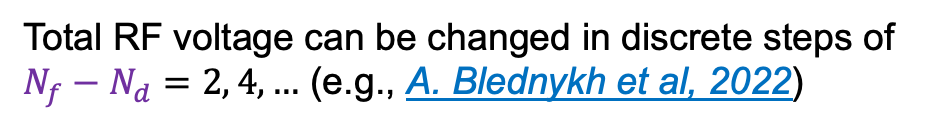 Total RF voltage can be changed in discrete steps of
N_f − N_d = 2, 4, … (e.g., A. Blednykh et al, 2022)